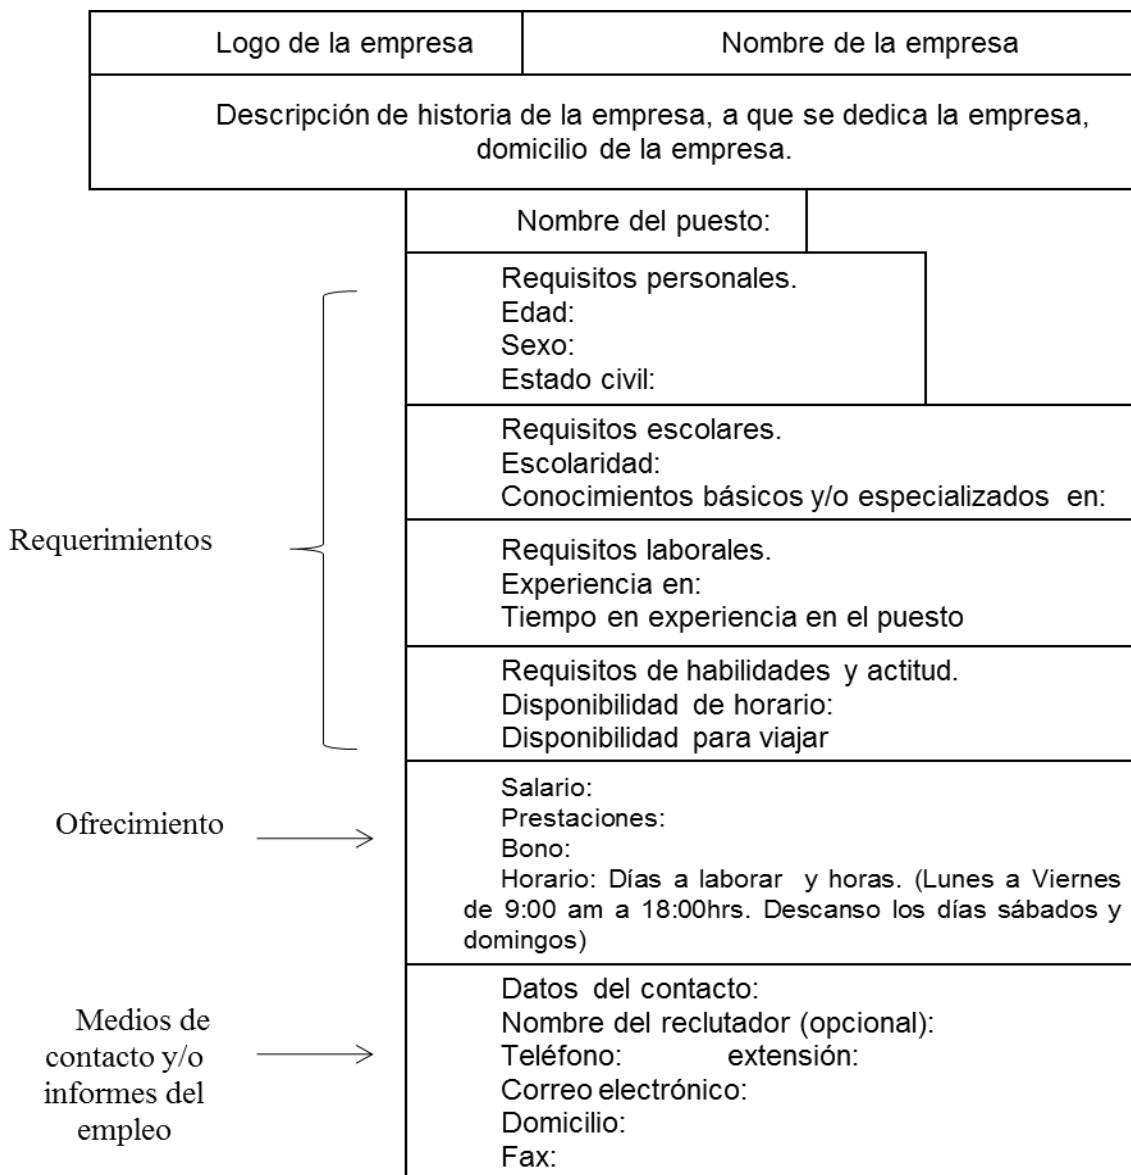 Logo de la empresa
Nombre de la empresa
Descripción de historia de la empresa, a que se dedica la empresa,
domicilio de la empresa.
Nombre del puesto:
Requerimientos
Requisitos personales.
Edad:
Sexo:
Estado civil:
Requisitos escolares.
Escolaridad:
Conocimientos básicos y/o especializados en:
Requisitos laborales.
Experiencia en:
Tiempo en experiencia en el puesto
Requisitos de habilidades y actitud.
Disponibilidad de horario:
Disponibilidad para viajar
Ofrecimiento
Salario:
Prestaciones:
Bono:
Horario: Días a laborar y horas. (Lunes a Viernes
de 9:00 am a 18:00hrs. Descanso los días sábados y
domingos)
Medios de
contacto y/o
informes del
empleo
Datos del contacto:
Nombre del reclutador (opcional):
Teléfono: extensión:
Correo electrónico:
Domicilio:
Fax: